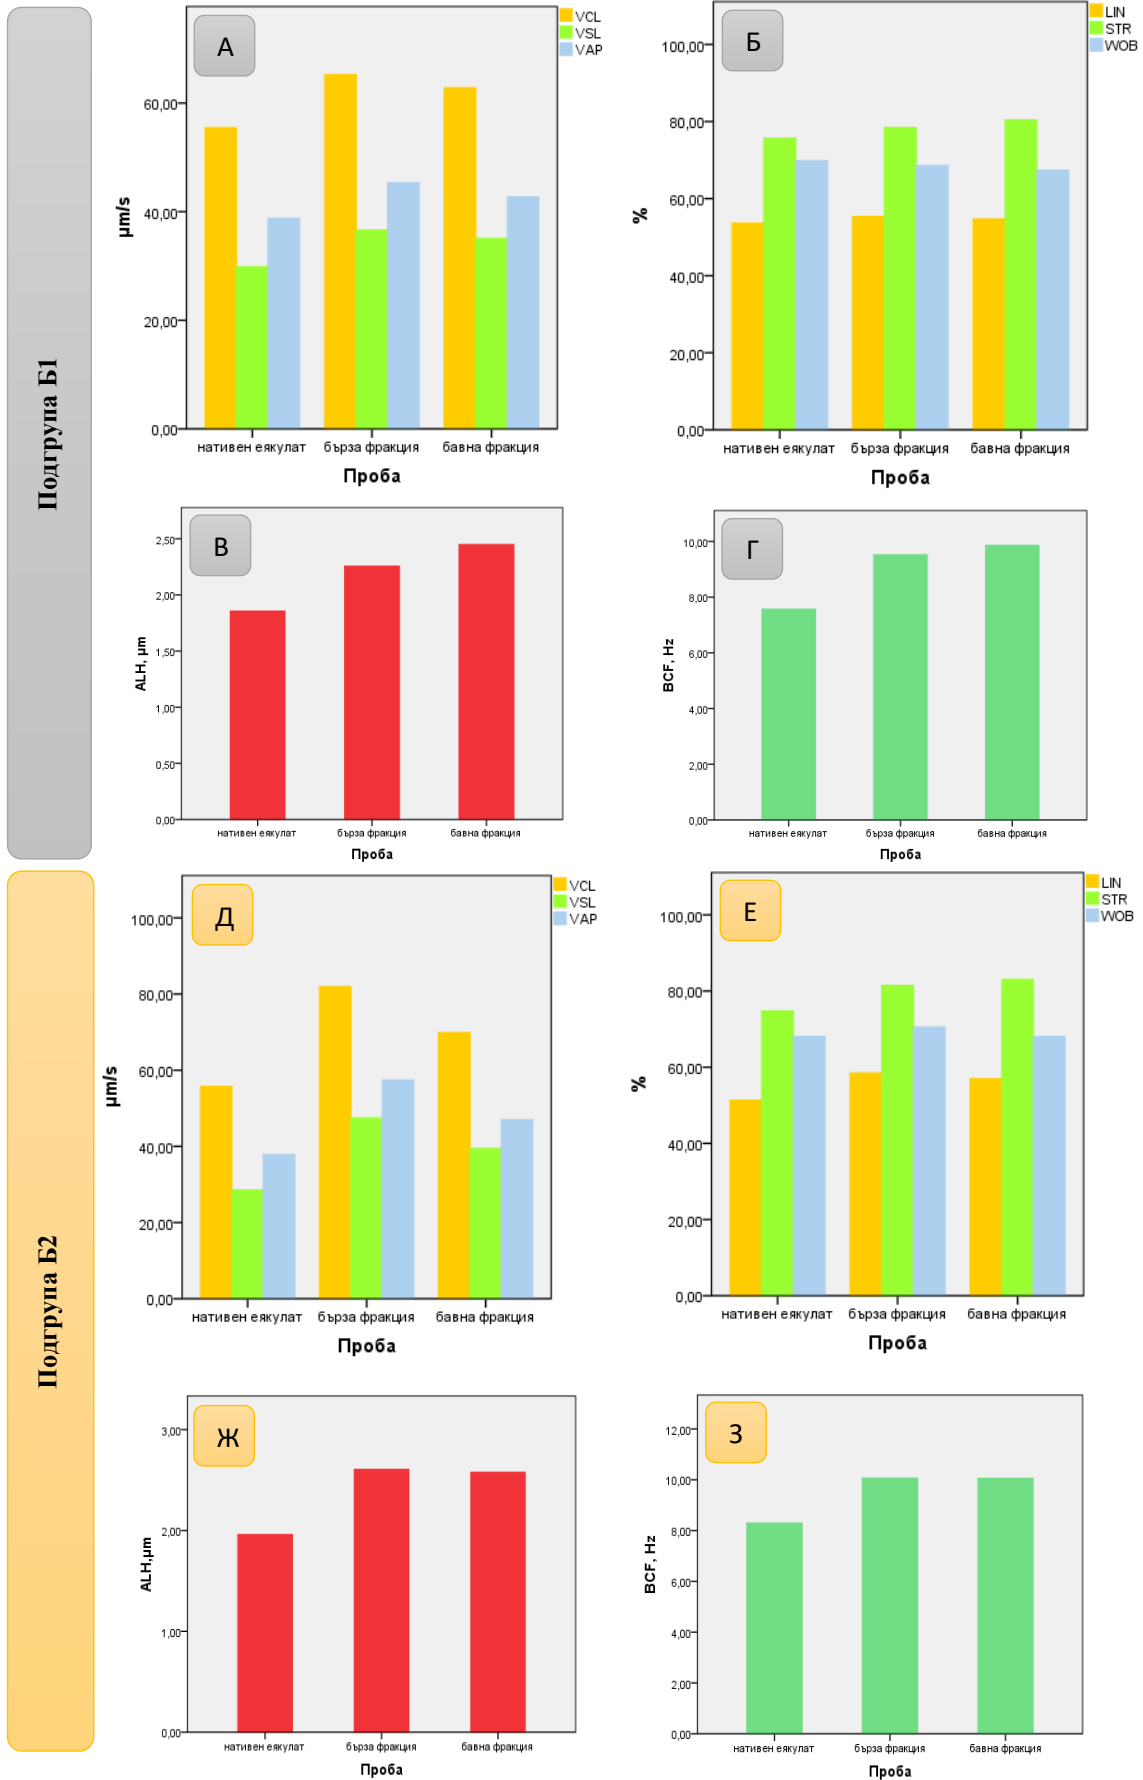 Подгрупа Б1
А
VCL
VSL
VAP
60,00
40,00
20,00
0,00
μm/s
нативен еякулат
бърза фракция
бавна фракция
Проба
Б
LIN
STR
WOB
100,00
80,00
60,00
40,00
20,00
0,00
%
нативен еякулат
бърза фракция
бавна фракция
Проба
В
2,50
2,00
1,50
1,00
0,50
0,00
ALH, μm
нативен еякулат
бърза фракция
бавна фракция
Проба
Г
10,00
8,00
6,00
4,00
2,00
0,00
BCF, Hz
нативен еякулат
бърза фракция
бавна фракция
Проба
Подгрупа Б2
Д
VCL
VSL
VAP
100,00
80,00
60,00
40,00
20,00
0,00
μm/s
нативен еякулат
бърза фракция
бавна фракция
Проба
Е
LIN
STR
WOB
100,00
80,00
60,00
40,00
20,00
0,00
%
нативен еякулат
бърза фракция
бавна фракция
Проба
Ж
3,00
2,00
1,00
0,00
ALH,μm
нативен еякулат
бърза фракция
бавна фракция
Проба
З
12,00
10,00
8,00
6,00
4,00
2,00
0,00
BCF, Hz
нативен еякулат
бърза фракция
бавна фракция
Проба